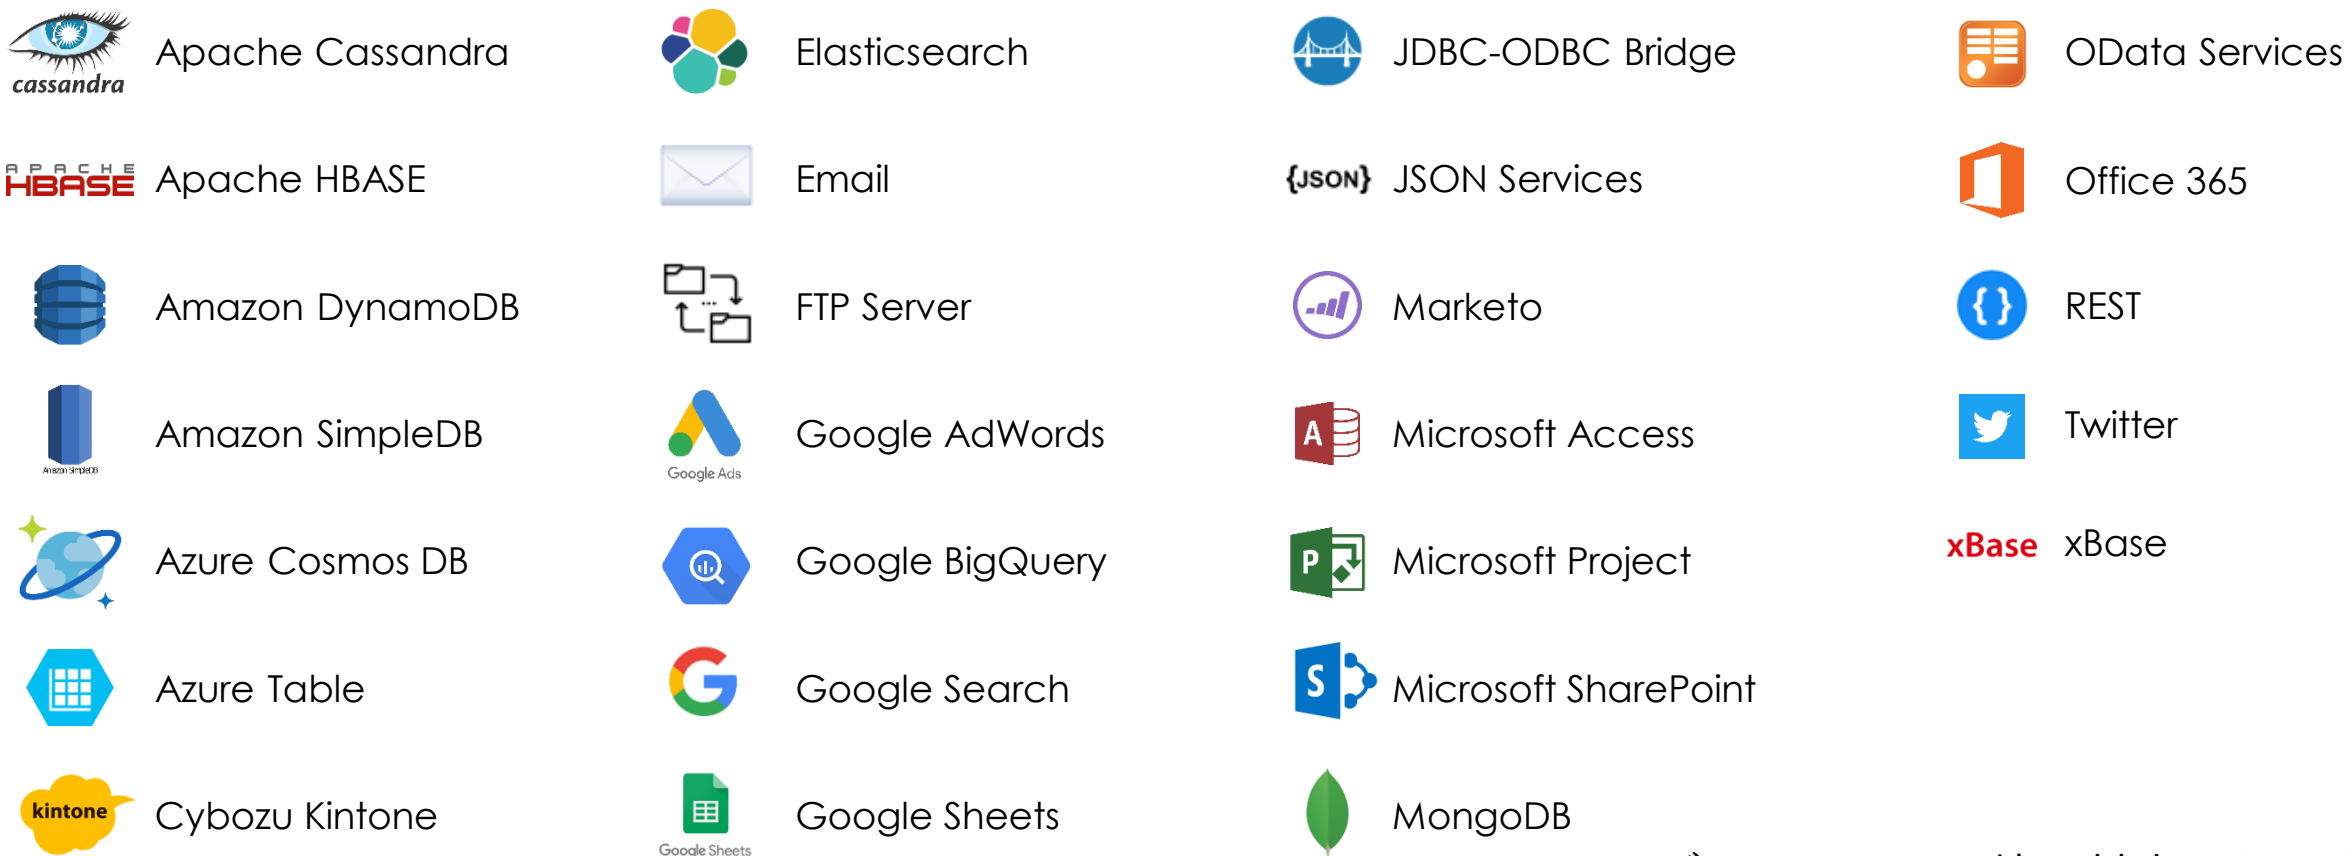 cassandra
Apache Cassandra
APACHE
HBASE
Apache HBASE
Amazon DynamoDB
Amazon SimpleDB
Amazon SimpleDB
Azure Cosmos DB
Azure Table
kintone
Cybozu Kintone
Elasticsearch
Email
FTP Server
Google Ads
Google AdWords
Google BigQuery
Google Search
Google Sheets
Google Sheets
JDBC-ODBC Bridge
{JSON}
JSON Services
Marketo
A
Microsoft Access
P
Microsoft Project
S
Microsoft SharePoint
MongoDB
OData Services
Office 365
{}
REST
Twitter
xBase
xBase